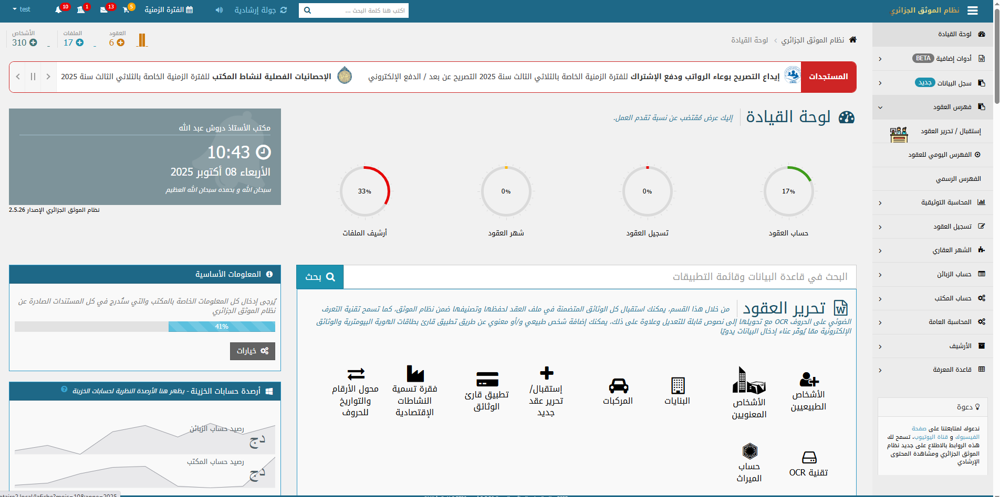 نظام الموثق الجزائري
اكتب هنا كلمة البحث ...
جولة إرشادية
الفترة الزمنية
5
13
1
10
test
لوحة القيادة
أدوات إضافية BETA
سجل البيانات جديد
فهرس العقود
إستقبال / تحرير العقود
الفهرس اليومي للعقود
الفهرس الرسمي
المحاسبة التوثيقية
تسجيل العقود
الشهر العقاري
حساب الزبائن
حساب المكتب
المحاسبة العامة
الأرشيف
قاعدة المعرفة
دعوة
ندعوك لمتابعتنا على صفحة
الفيسبوك و قناة اليوتيوب. تسمح لك
هذه الروابط بالاطلاع على جديد نظام
الموثق الجزائري ومشاهدة المحتوى
الإرشادي
نظام الموثق الجزائري
لوحة القيادة
العقود
6
الملفات
17
الأشخاص
310
المستجدات
إيداع التصريح بوعاء الرواتب ودفع الإشتراك للفترة الزمنية الخاصة بالثلاثي الثالث سنة 2025 التصريح عن بعد / الدفع الإلكتروني
الإحصائيات الفصلية لنشاط المكتب للفترة الزمنية الخاصة بالثلاثي الثالث سنة 2025
لوحة القيادة
إليك عرض مُقتضب عن نسبة تقدم العمل.
17%
0%
0%
33%
حساب العقود
تسجيل العقود
شهر العقود
أرشيف الملفات
مكتب الأستاذ دروش عبد الله
10:43
الأربعاء 08 أكتوبر 2025
سبحان الله و بحمده سبحان الله العظيم
نظام الموثق الجزائري الإصدار 2.5.26
البحث في قاعدة البيانات وقائمة التطبيقات
بحث
تحرير العقود
من خلال هذا القسم، يمكنك استقبال كل الوثائق المتضمنة في ملف العقد لحفظها وتصنيفها ضمن نظام الموثق، كما تسمح تقنية التعرف
الضوئي على الحروف OCR مع تحويلها إلى نصوص قابلة للتعديل وعلاوة على ذلك، يمكنك إضافة شخص طبيعي و/أو معنوي عن طريق تطبيق قارئ بطاقات الهوية البيومترية والوثائق
الإلكترونية ممّا يُوفّر عناء إدخال البيانات يدويّا
الأشخاص
الطبيعيين
الأشخاص
المعنويين
البنايات
المركبات
إستقبال/
تحرير عقد
جديد
تطبيق قارئ
الوثائق
فقرة تسمية
النشاطات
الإقتصادية
محول الأرقام
والتواريخ
للحروف
تقنية OCR
حساب
الميراث
المعلومات الأساسية
يُرجى إدخال كل المعلومات الخاصة بالمكتب والتي ستُدرج في كل المستندات الصادرة عن
نظام الموثق الجزائري
41%
خيارات
أرصدة حسابات الخزينة - يظهر هنا الأرصدة النظرية لحسابات الخزينة
رصيد حساب الزبائن
دج
رصيد حساب المكتب
دج